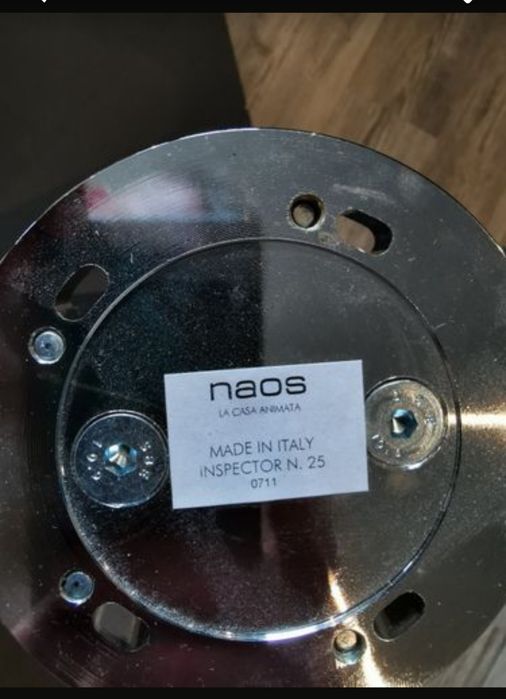 naos
LA CASA ANIMATA
MADE IN ITALY
INSPECTOR N. 25
0711